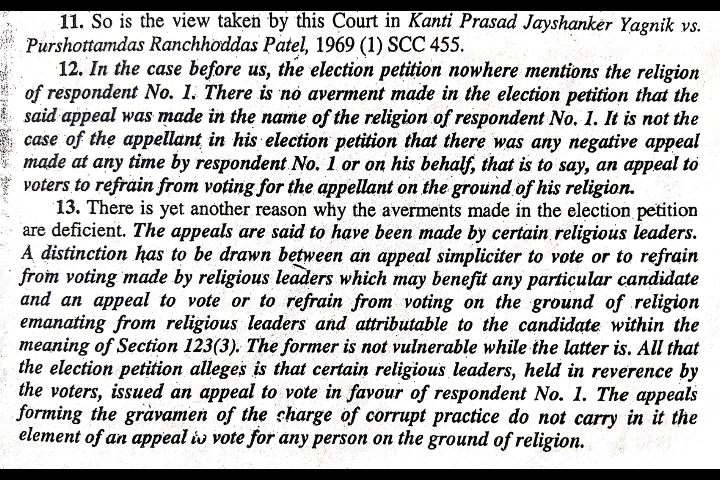 11. So is the view taken by this Court in Kanti Prasad Jayshanker Yagnik vs.
Purshottamdas Ranchhoddas Patel, 1969 (1) SCC 455.
12. In the case before us, the election petition nowhere mentions the religion
of respondent No. 1. There is no averment made in the election petition that the
said appeal was made in the name of the religion of respondent No. 1. It is not the
case of the appellant in his election petition that there was any negative appeal
made at any time by respondent No. 1 or on his behalf, that is to say, an appeal to
voters to refrain from voting for the appellant on the ground of his religion.
13. There is yet another reason why the averments made in the election petition
are deficient. The appeals are said to have been made by certain religious leaders.
A distinction has to be drawn between an appeal simpliciter to vote or to refrain
from voting made by religious leaders which may benefit any particular candidate
and an appeal to vote or to refrain from voting on the ground of religion
emanating from religious leaders and attributable to the candidate within the
meaning of Section 123(3). The former is not vulnerable while the latter is. All that
the election petition alleges is that certain religious leaders, held in reverence by
the voters, issued an appeal to vote in favour of respondent No. 1. The appeals
forming the gravamen of the charge of corrupt practice do not carry in it the
element of an appeal to vote for any person on the ground of religion.